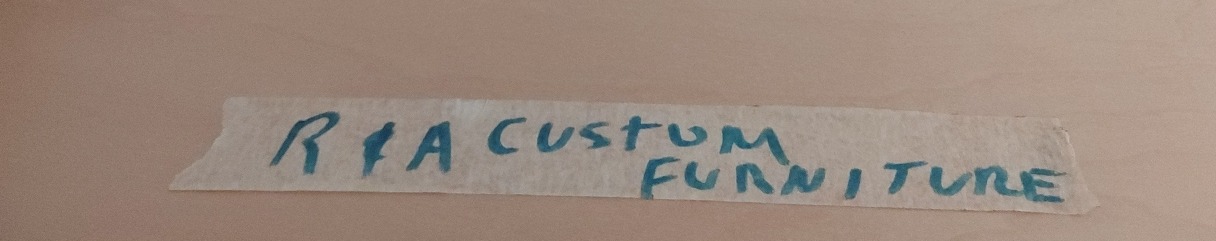 R & A CUSTOM
FURNITURE